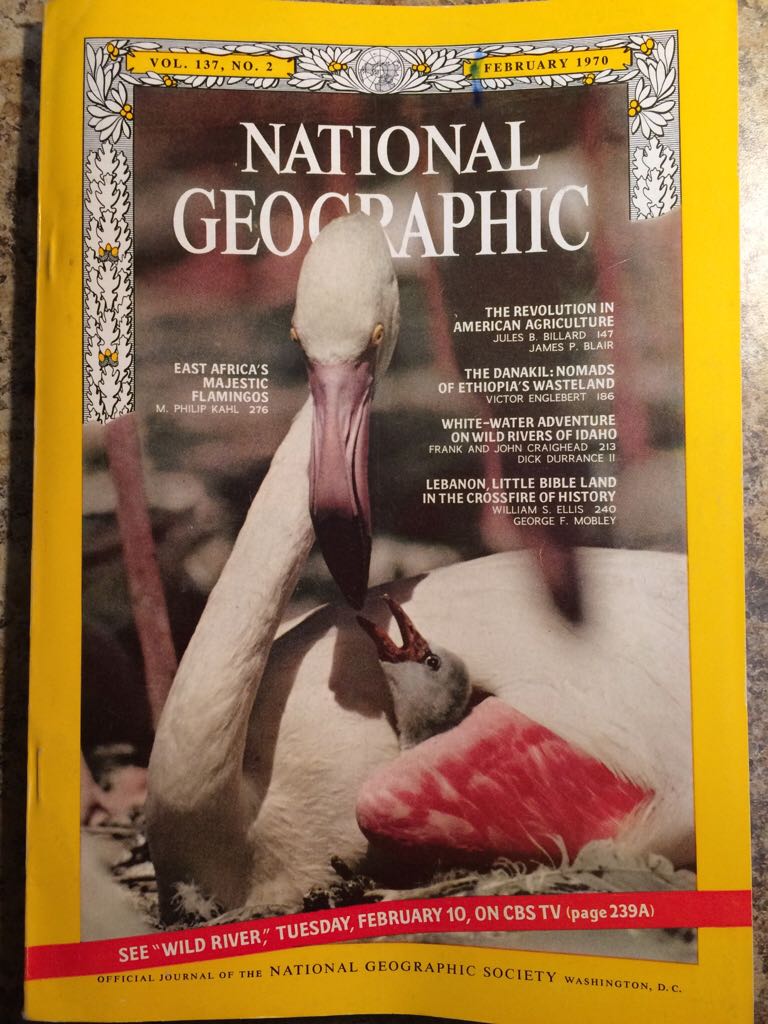 VOL. 137, NO. 2
FEBRUARY 1970
NATIONAL
GEOGRAPHIC
THE REVOLUTION IN
AMERICAN AGRICULTURE
JULES B. BILLARD 147
JAMES P. BLAIR
EAST AFRICA'S
MAJESTIC
FLAMINGOS
M. PHILIP KAHL 276
THE DANAKIL: NOMADS
OF ETHIOPIA'S WASTELAND
VICTOR ENGLEBERT 186
WHITE-WATER ADVENTURE
ON WILD RIVERS OF IDAHO
FRANK AND JOHN CRAIGHEAD 213
DICK DURRANCE II
LEBANON, LITTLE BIBLE LAND
IN THE CROSSFIRE OF HISTORY
WILLIAM S. ELLIS 240
GEORGE F. MOBLEY
SEE "WILD RIVER," TUESDAY, FEBRUARY 10, ON CBS TV (page 239A)
OFFICIAL JOURNAL OF THE NATIONAL GEOGRAPHIC SOCIETY WASHINGTON, D.C.